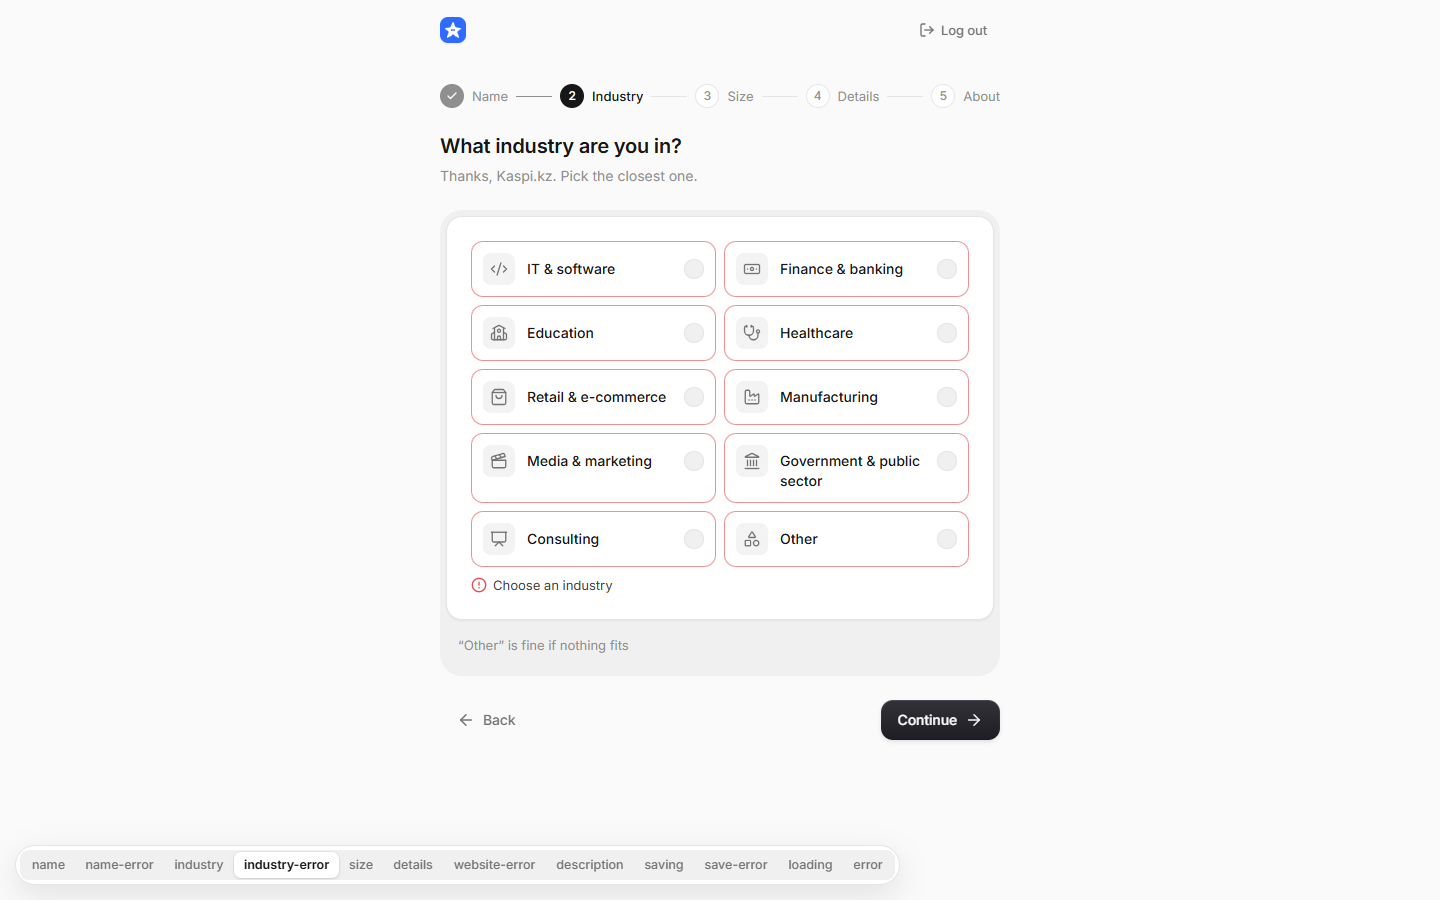 Log out
Name
2 Industry
3 Size
4 Details
5 About
What industry are you in?
Thanks, Kaspi.kz. Pick the closest one.
IT & software
Finance & banking
Education
Healthcare
Retail & e-commerce
Manufacturing
Media & marketing
Government & public
sector
Consulting
Other
Choose an industry
“Other” is fine if nothing fits
Back
Continue
name name-error industry industry-error size details website-error description saving save-error loading error